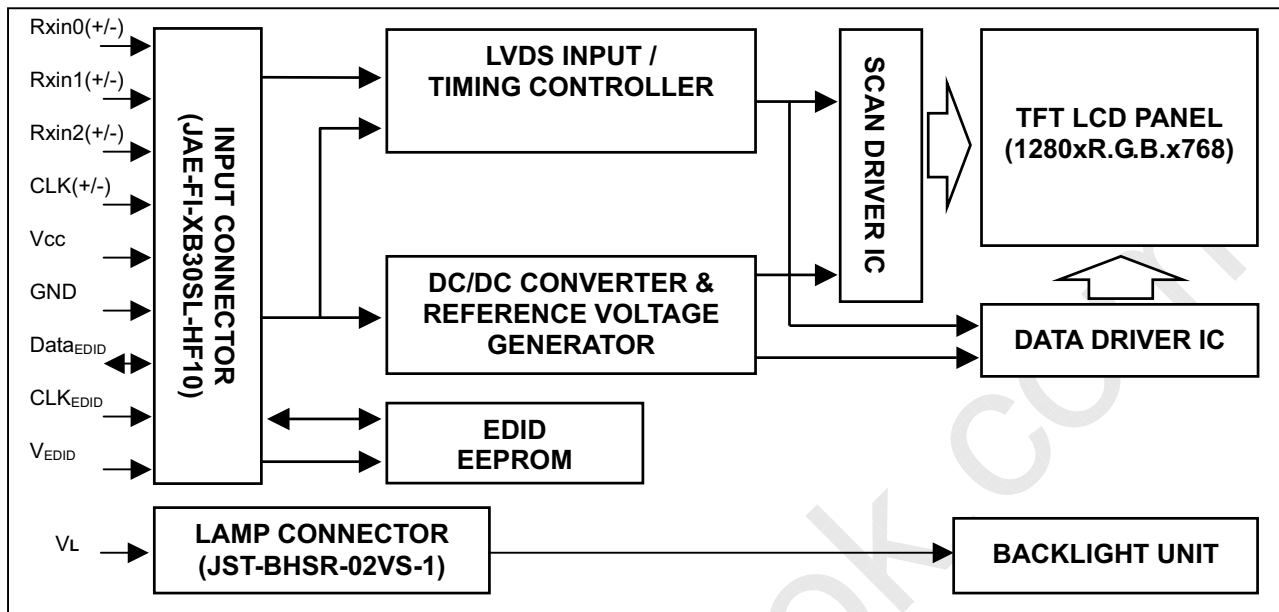 Rxin0(+/-)
Rxin1(+/-)
Rxin2(+/-)
CLK(+/-)
Vcc
GND
DataEDID
CLKEDID
VEDID
VL
INPUT CONNECTOR
(JAE-FI-XB30SL-HF10)
LVDS INPUT /
TIMING CONTROLLER
DC/DC CONVERTER &
REFERENCE VOLTAGE
GENERATOR
EDID
EEPROM
LAMP CONNECTOR
(JST-BHSR-02VS-1)
SCAN DRIVER IC
TFT LCD PANEL
(1280xR.G.B.x768)
DATA DRIVER IC
BACKLIGHT UNIT